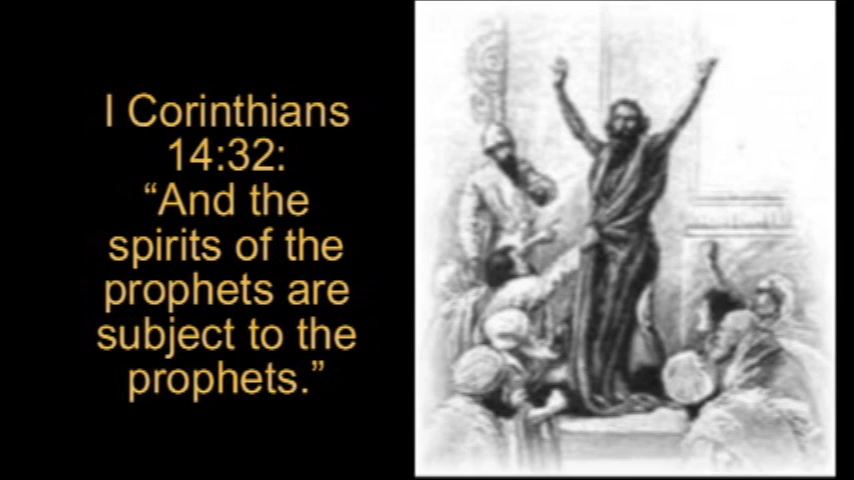 I Corinthians
14:32:
“And the
spirits of the
prophets are
subject to the
prophets.”